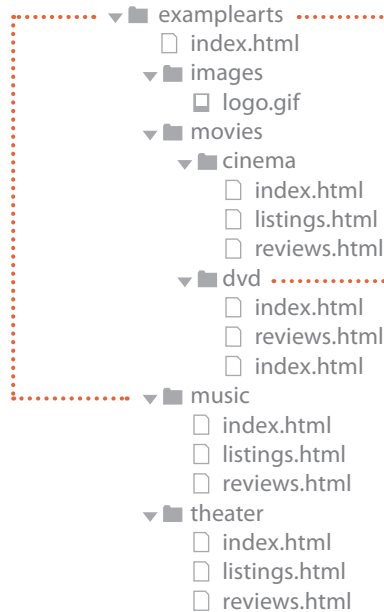 examplearts
index.html
images
logo.gif
movies
cinema
index.html
listings.html
reviews.html
dvd
index.html
reviews.html
index.html
music
index.html
listings.html
reviews.html
theater
index.html
listings.html
reviews.html